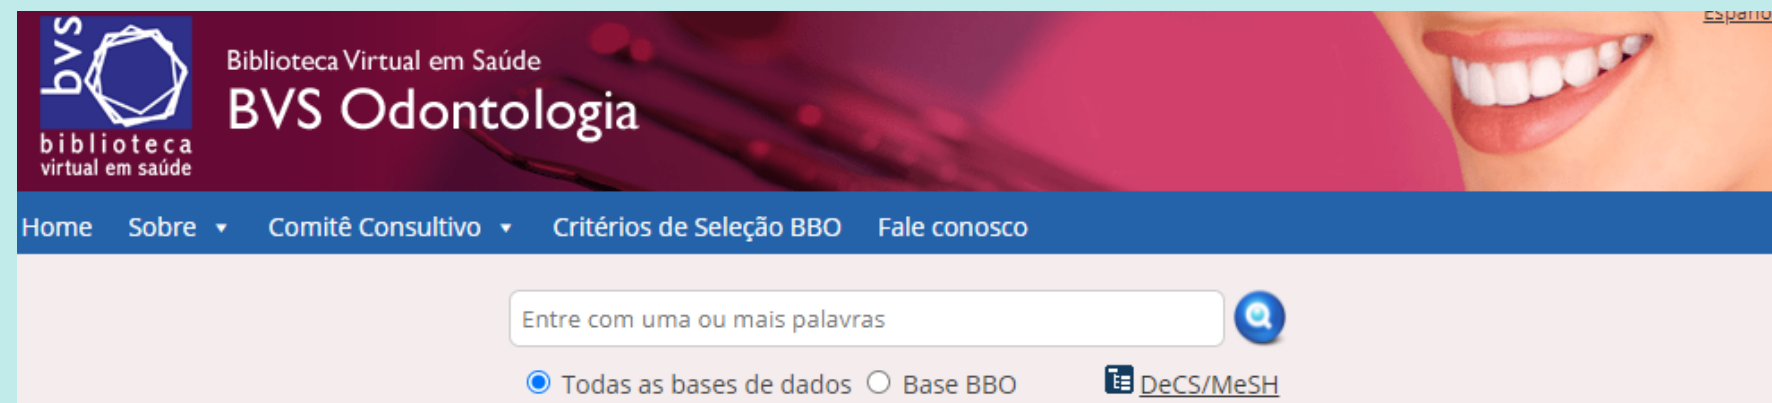 Español
bvs
biblioteca
virtual em saúde
Biblioteca Virtual em Saúde
BVS Odontologia
Home Sobre Comitê Consultivo Critérios de Seleção BBO Fale conosco
Entre com uma ou mais palavras
Todas as bases de dados Base BBO DeCS/MeSH